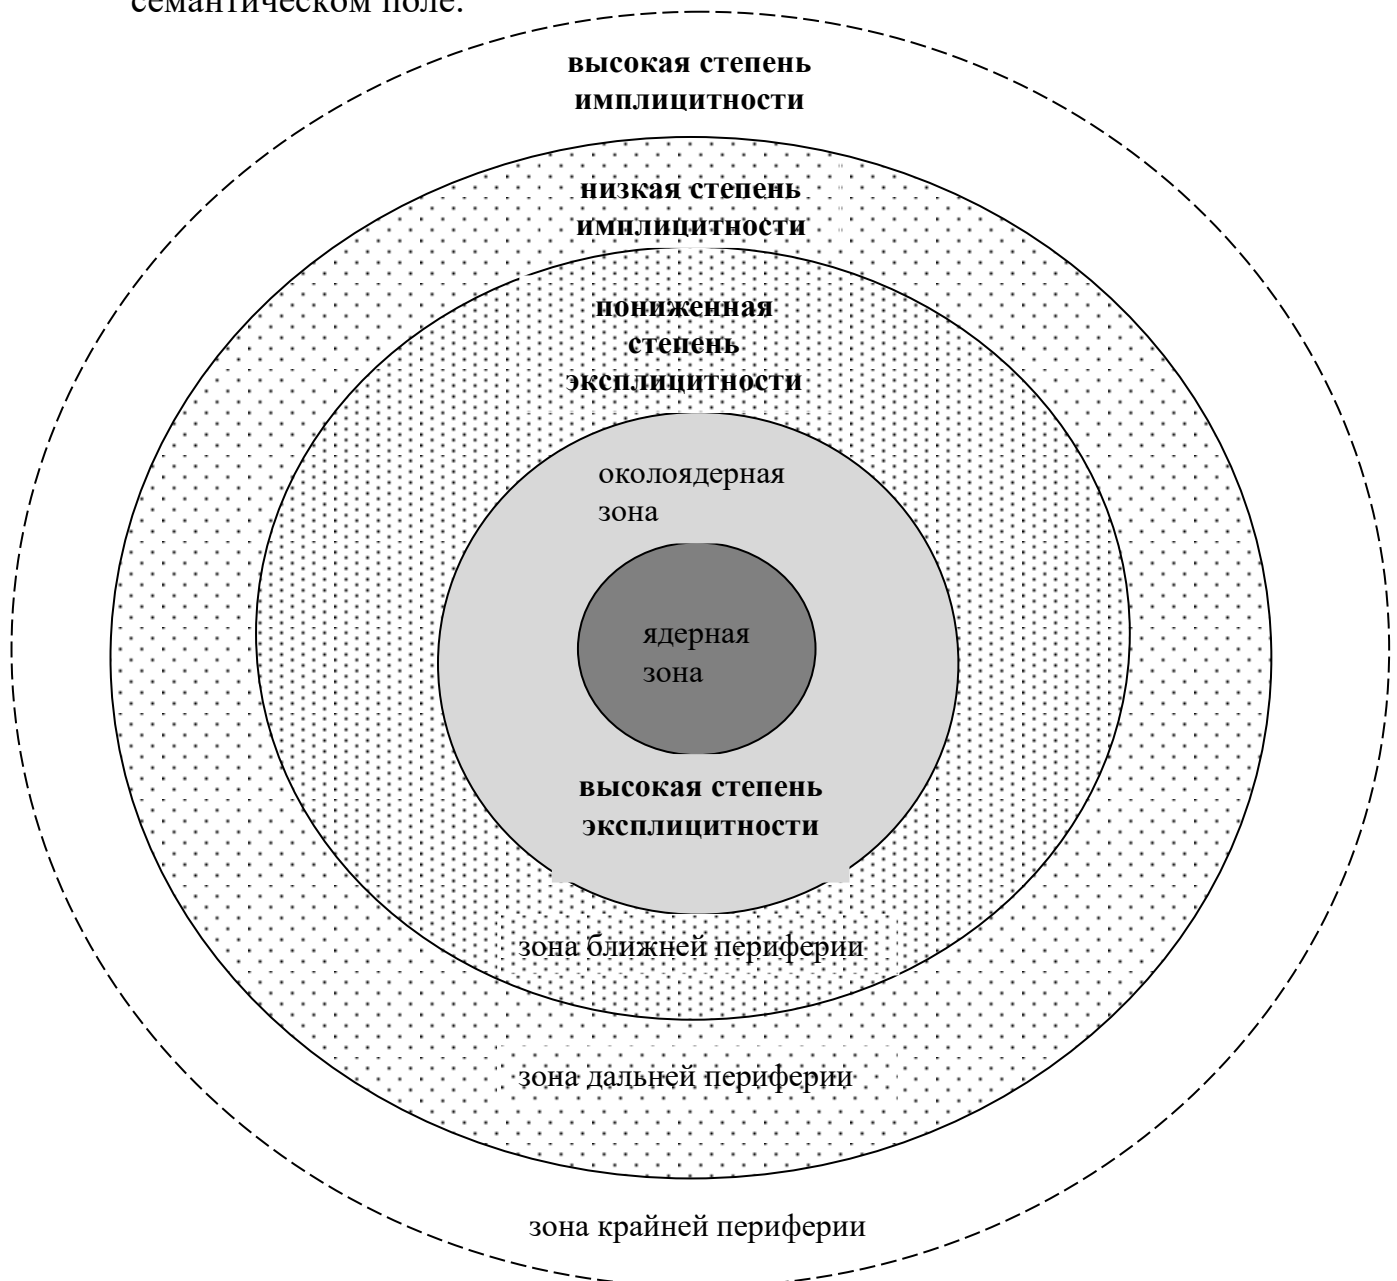 семантическом поле.
высокая степень
имплицитности
низкая степень
имплицитности
пониженная
степень
эксплицитности
околоядерная
зона
ядерная
зона
высокая степень
эксплицитности
зона ближней периферии
зона дальней периферии
зона крайней периферии